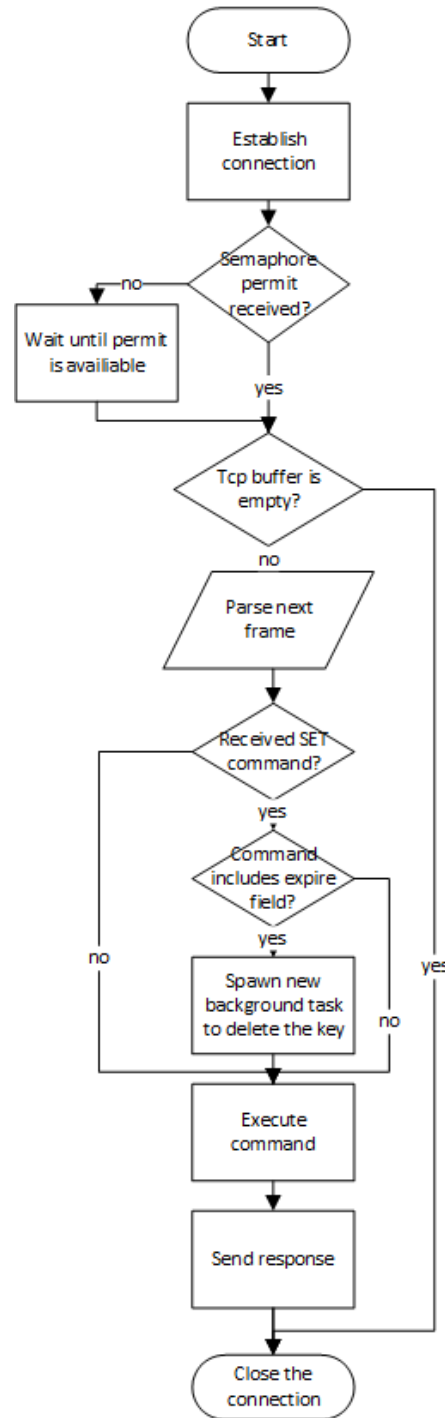 Start
Establish
connection
Semaphore
permit
received?
no
Wait until permit
is availiable
yes
Tcp buffer is
empty?
no
Parse next
frame
Received SET
command?
yes
Command
includes expire
field?
yes
no
yes
Spawn new
background task
to delete the key
no
Execute
command
Send response
Close the
connection